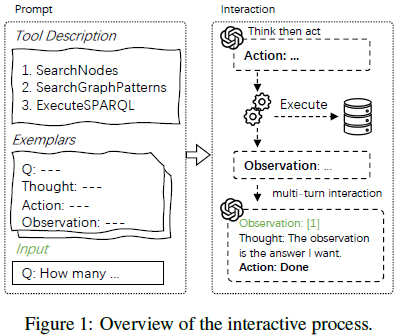 Prompt
Tool Description
1. SearchNodes
2. SearchGraphPatterns
3. ExecuteSPARQL
Exemplars
Q: ---
Thought: ---
Action: ---
Observation: ---
Input
Q: How many ...
Interaction
Think then act
Action: ...
Execute
Observation: ...
multi-turn interaction
Observation: [1]
Thought: The observation
is the answer I want.
Action: Done
Figure 1: Overview of the interactive process.